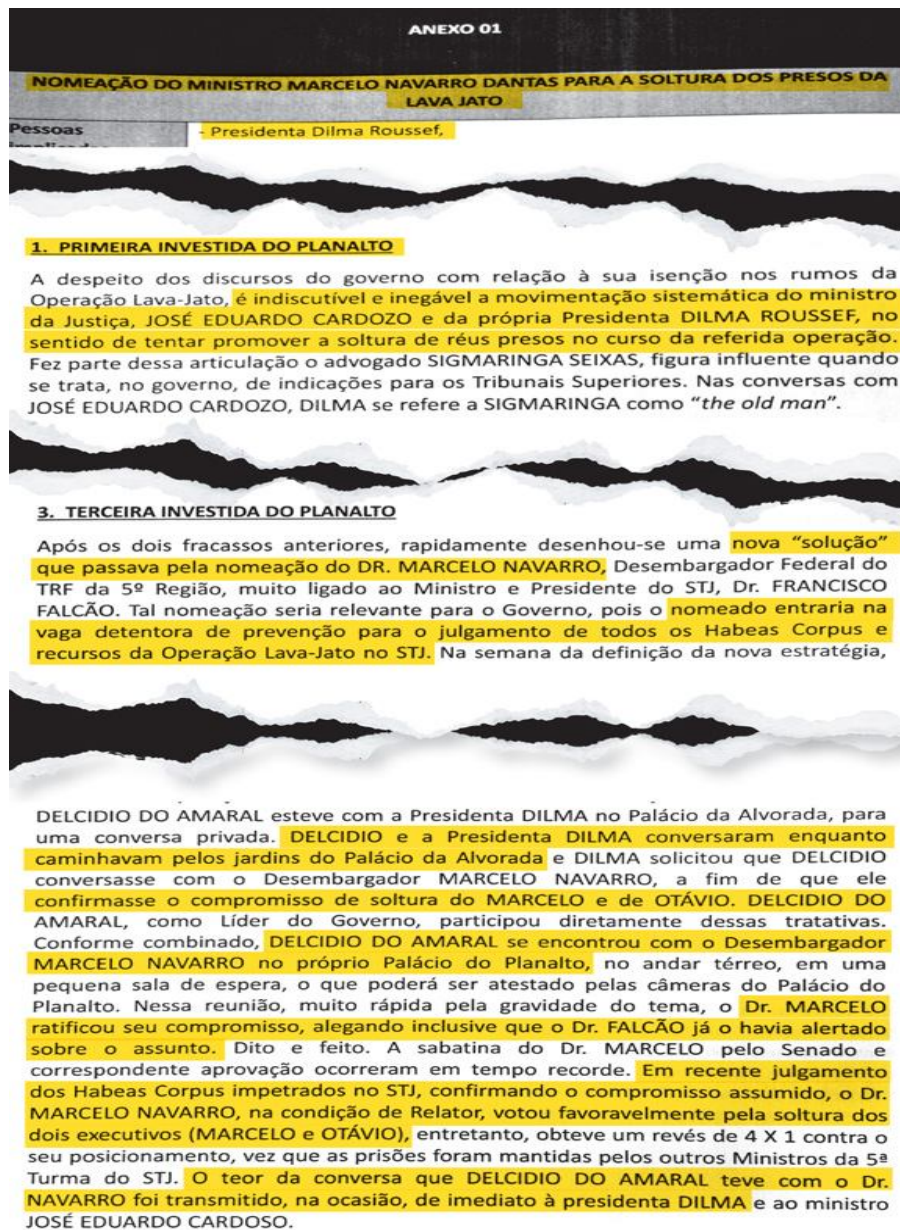 ANEXO 01
NOMEAÇÃO DO MINISTRO MARCELO NAVARRO DANTAS PARA A SOLTURA DOS PRESOS DA
LAVA JATO
Pessoas
- Presidenta Dilma Roussef,
1. PRIMEIRA INVESTIDA DO PLANALTO
A despeito dos discursos do governo com relação à sua isenção nos rumos da
Operação Lava-Jato, é indiscutível e inegável a movimentação sistemática do ministro
da Justiça, JOSÉ EDUARDO CARDOZO e da própria Presidenta DILMA ROUSSEF, no
sentido de tentar promover a soltura de réus presos no curso da referida operação.
Fez parte dessa articulação o advogado SIGMARINGA SEIXAS, figura influente quando
se trata, no governo, de indicações para os Tribunais Superiores. Nas conversas com
JOSÉ EDUARDO CARDOZO, DILMA se refere a SIGMARINGA como “the old man”.
3. TERCEIRA INVESTIDA DO PLANALTO
Após os dois fracassos anteriores, rapidamente desenhou-se uma nova “solução”
que passava pela nomeação do DR. MARCELO NAVARRO, Desembargador Federal do
TRF da 5º Região, muito ligado ao Ministro e Presidente do STJ, Dr. FRANCISCO
FALCÃO. Tal nomeação seria relevante para o Governo, pois o nomeado entraria na
vaga detentora de prevenção para o julgamento de todos os Habeas Corpus e
recursos da Operação Lava-Jato no STJ. Na semana da definição da nova estratégia,
DELCIDIO DO AMARAL esteve com a Presidenta DILMA no Palácio da Alvorada, para
uma conversa privada. DELCIDIO e a Presidenta DILMA conversaram enquanto
caminhavam pelos jardins do Palácio da Alvorada e DILMA solicitou que DELCIDIO
conversasse com o Desembargador MARCELO NAVARRO, a fim de que ele
confirmasse o compromisso de soltura do MARCELO e de OTÁVIO. DELCIDIO DO
AMARAL, como Líder do Governo, participou diretamente dessas tratativas.
Conforme combinado, DELCIDIO DO AMARAL se encontrou com o Desembargador
MARCELO NAVARRO no próprio Palácio do Planalto, no andar térreo, em uma
pequena sala de espera, o que poderá ser atestado pelas câmeras do Palácio do
Planalto. Nessa reunião, muito rápida pela gravidade do tema, o Dr. MARCELO
ratificou seu compromisso, alegando inclusive que o Dr. FALCÃO já o havia alertado
sobre o assunto. Dito e feito. A sabatina do Dr. MARCELO pelo Senado e
correspondente aprovação ocorreram em tempo recorde. Em recente julgamento
dos Habeas Corpus impetrados no STJ, confirmando o compromisso assumido, o Dr.
MARCELO NAVARRO, na condição de Relator, votou favoravelmente pela soltura dos
dois executivos (MARCELO e OTÁVIO), entretanto, obteve um revés de 4 X 1 contra o
seu posicionamento, vez que as prisões foram mantidas pelos outros Ministros da 5ª
Turma do STJ. O teor da conversa que DELCIDIO DO AMARAL teve com o Dr.
NAVARRO foi transmitido, na ocasião, de imediato à presidenta DILMA e ao ministro
JOSÉ EDUARDO CARDOSO.